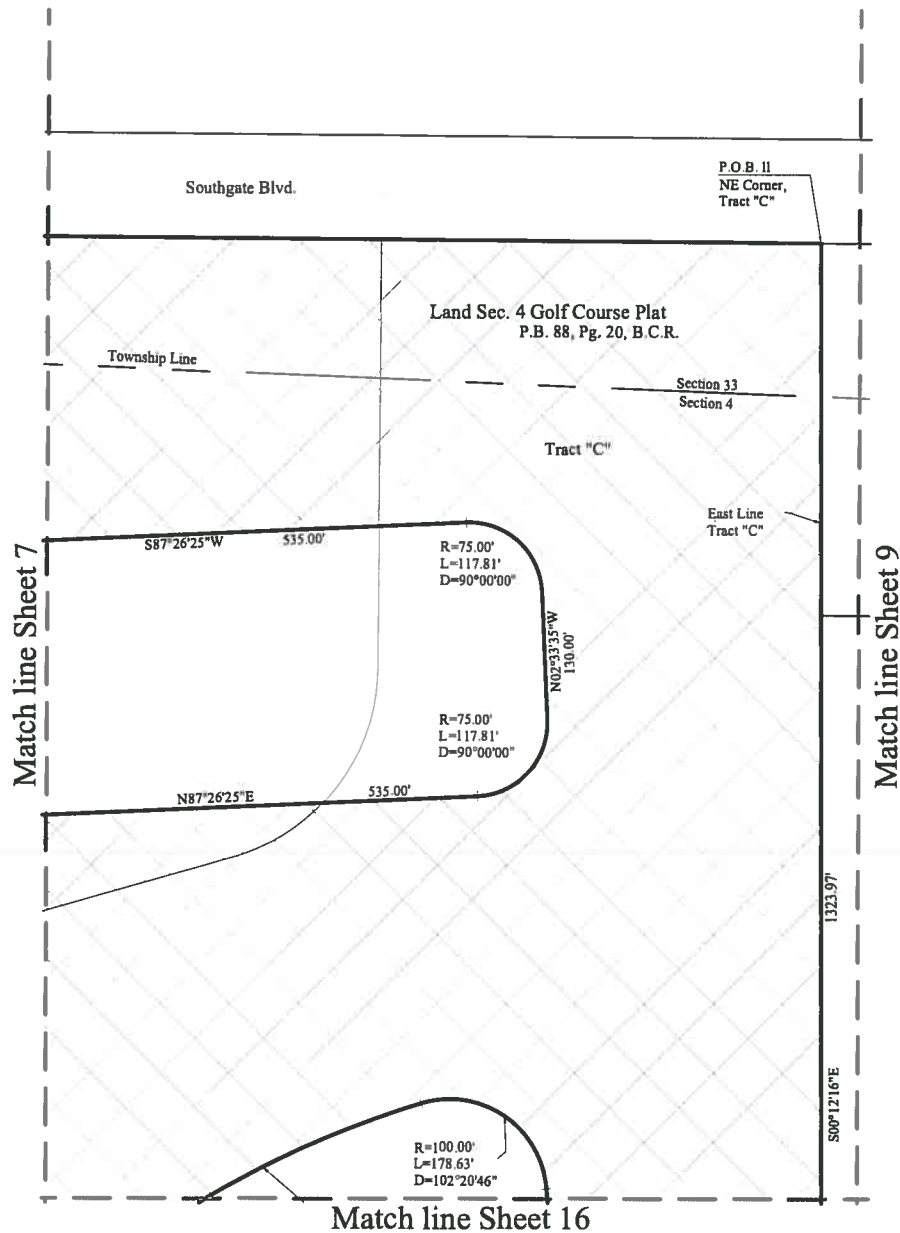 P.O.B. 11
NE Corner,
Tract "C"
Southgate Blvd.
Land Sec. 4 Golf Course Plat
P.B. 88, Pg. 20, B.C.R.
Township Line
Section 33
Section 4
Tract "C"
East Line
Tract "C"
S87°26'25"W 535.00'
R=75.00'
L=117.81'
D=90°00'00"
N02°33'35"W
130.00'
Match line Sheet 7
Match line Sheet 9
R=75.00'
L=117.81'
D=90°00'00"
N87°26'25"E 535.00'
1323.97'
S00°12'16"E
R=100.00'
L=178.63'
D=102°20'46"
Match line Sheet 16